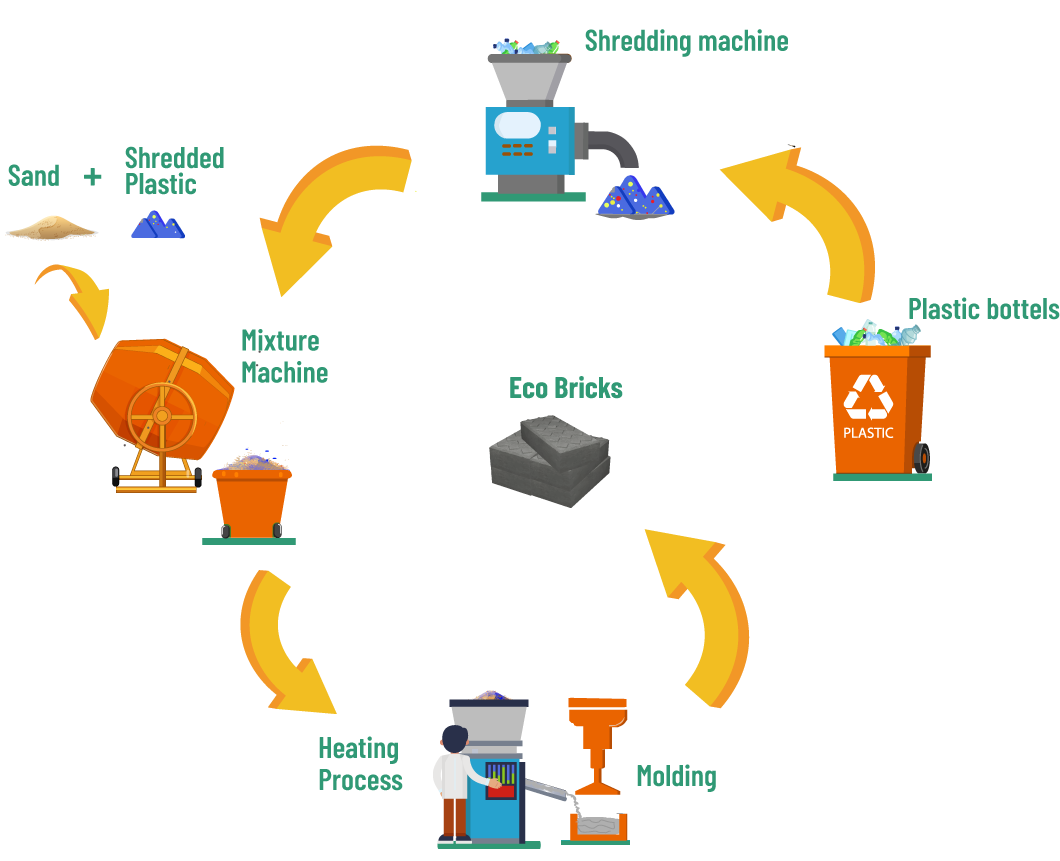 Shredding machine
Sand + Shredded
Plastic
Plastic bottels
Mixture
Machine
Eco Bricks
PLASTIC
Heating
Process
Molding